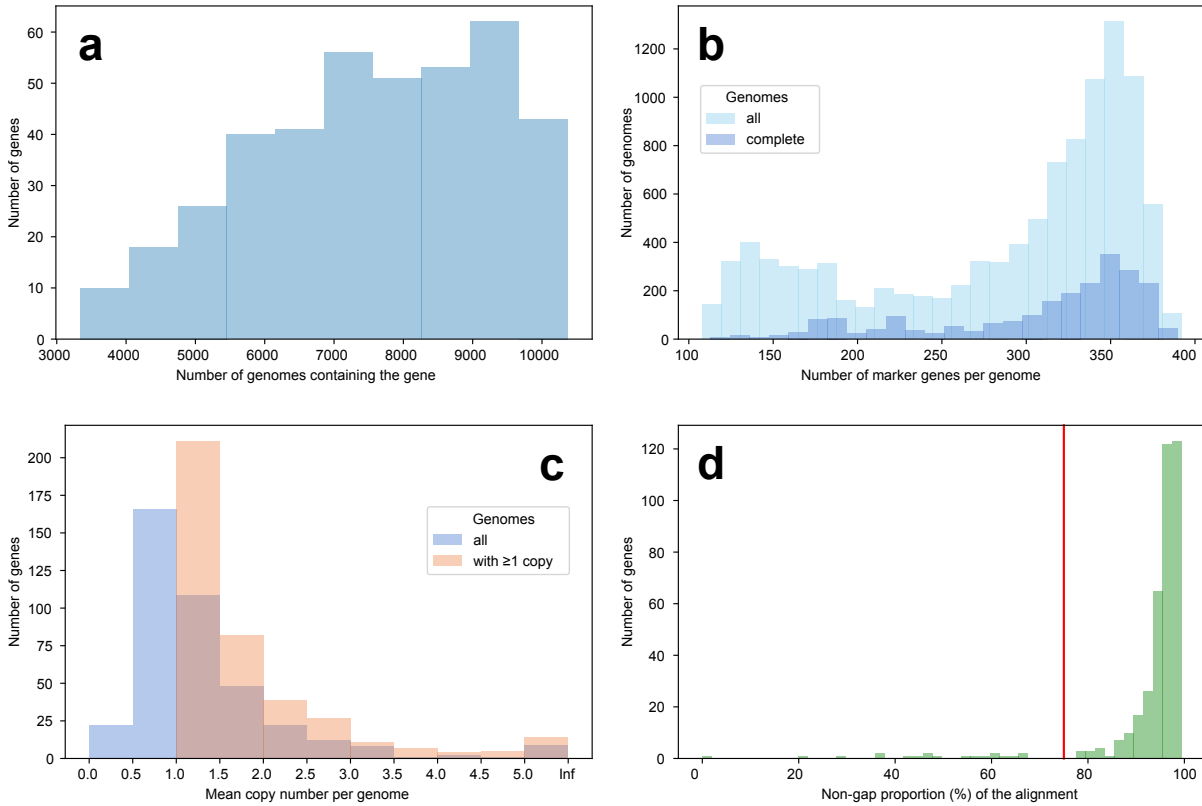 a
60
50
40
30
20
10
0
Number of genes
3000 4000 5000 6000 7000 8000 9000 10000
Number of genomes containing the gene
b
1200
1000
800
600
400
200
0
Number of genomes
Genomes
all
complete
100 150 200 250 300 350 400
Number of marker genes per genome
c
200
175
150
125
100
75
50
25
0
Number of genes
Genomes
all
with ≥1 copy
0.0 0.5 1.0 1.5 2.0 2.5 3.0 3.5 4.0 4.5 5.0 Inf
Mean copy number per genome
d
120
100
80
60
40
20
0
Number of genes
0 20 40 60 80 100
Non-gap proportion (%) of the alignment